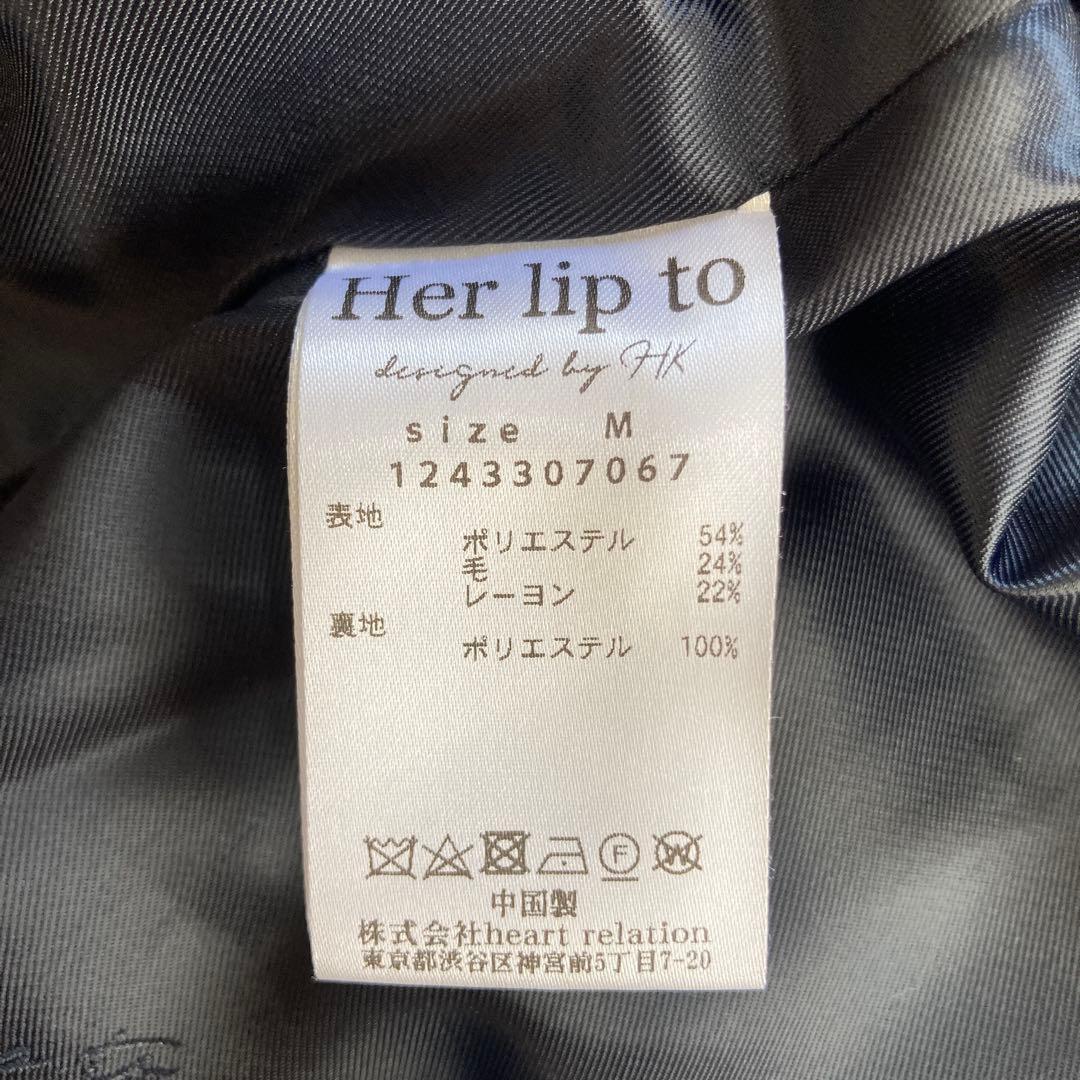 Her lip to
designed by HK
size M
1243307067
表地
ポリエステル 54%
毛 24%
レーヨン 22%
裏地
ポリエステル 100%
F W
中国製
株式会社heart relation
東京都渋谷区神宮前5丁目7-20